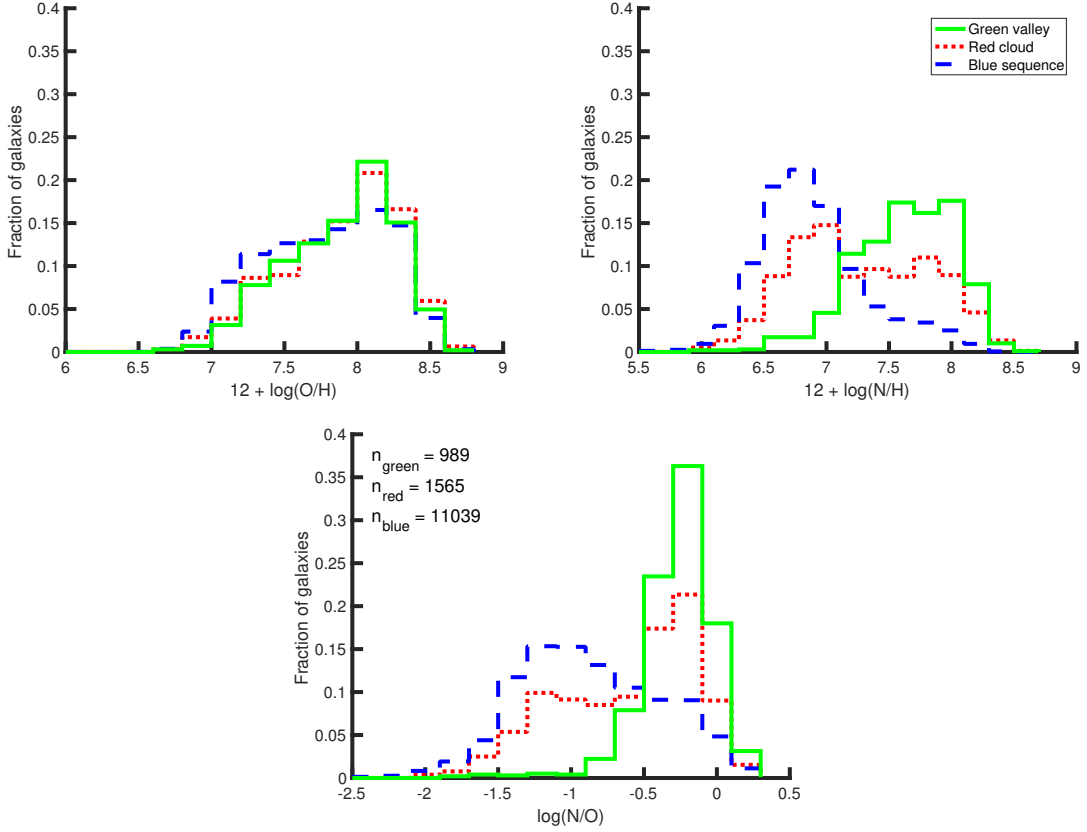 0.4
0.35
0.3
0.25
0.2
0.15
0.1
0.05
0
Fraction of galaxies
6 6.5 7 7.5 8 8.5 9
12 + log(O/H)
0.4
0.35
0.3
0.25
0.2
0.15
0.1
0.05
0
Fraction of galaxies
5.5 6 6.5 7 7.5 8 8.5 9
12 + log(N/H)
Green valley
Red cloud
Blue sequence
0.4
0.35
0.3
0.25
0.2
0.15
0.1
0.05
0
Fraction of galaxies
n_green = 989
n_red = 1565
n_blue = 11039
-2.5 -2 -1.5 -1 -0.5 0 0.5
log(N/O)